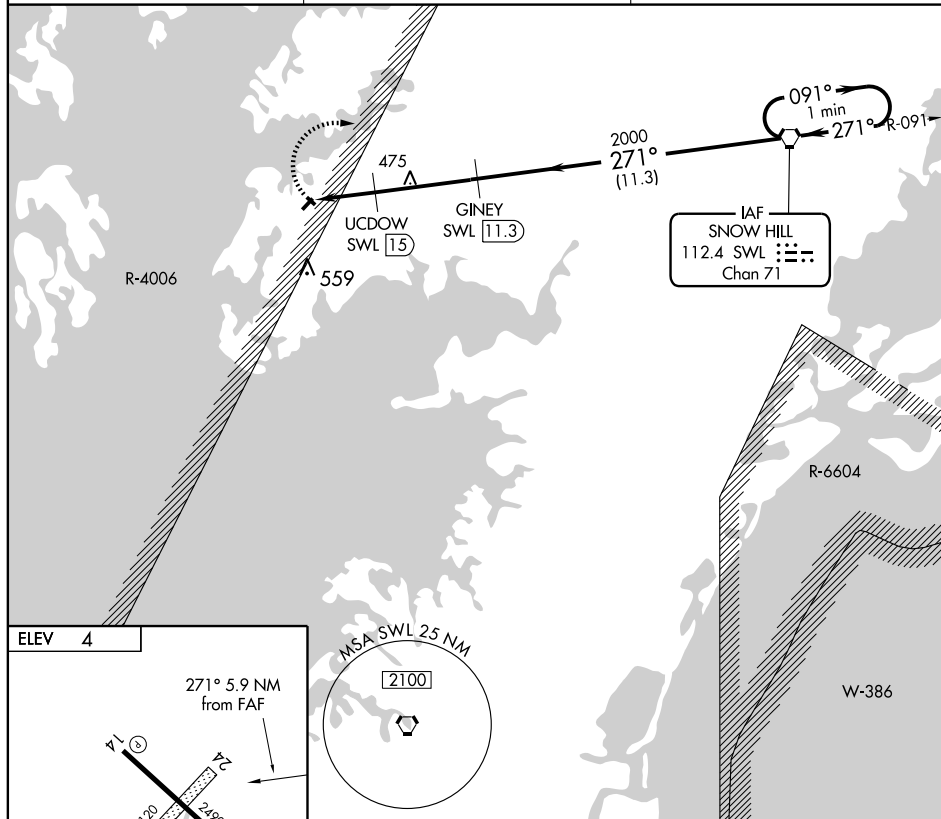 091°
1 min
271°
R-091
2000
271°
(11.3)
475
UCDOW
SWL 15
GINEY
SWL 11.3
IAF
SNOW HILL
112.4 SWL
Chan 71
R-4006
559
R-6604
W-386
ELEV 4
271° 5.9 NM
from FAF
14
P
24
MSA SWL 25 NM
2100